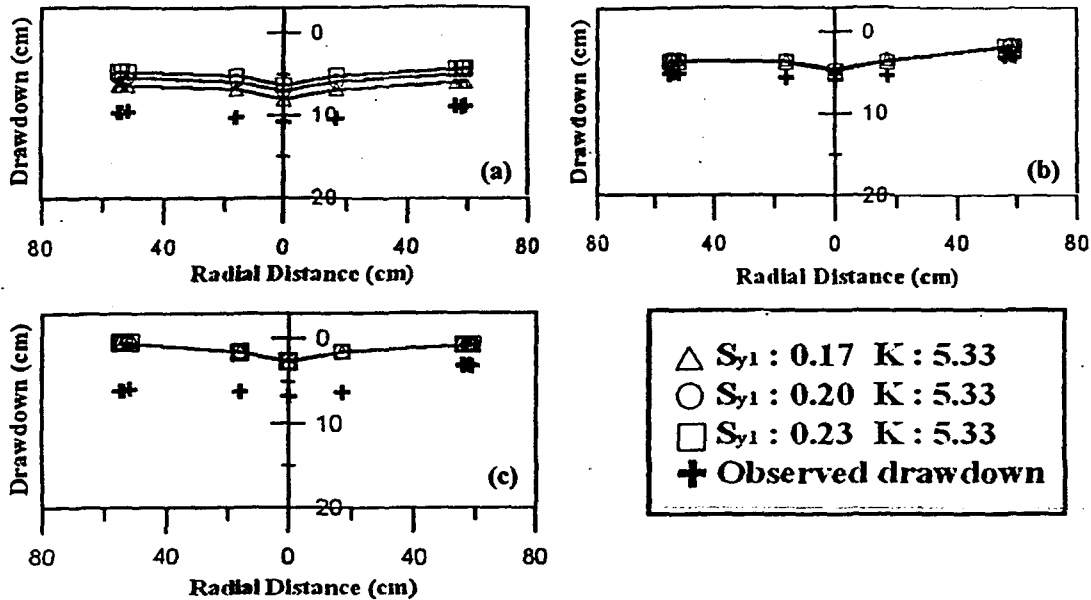 Drawdown (cm)
0
10
20
(a)
80
40
0
40
80
Radial Distance (cm)
Drawdown (cm)
0
10
20
(b)
80
40
0
40
80
Radial Distance (cm)
Drawdown (cm)
0
10
20
(c)
80
40
0
40
80
Radial Distance (cm)
Sy1 : 0.17 K : 5.33
Sy1 : 0.20 K : 5.33
Sy1 : 0.23 K : 5.33
Observed drawdown